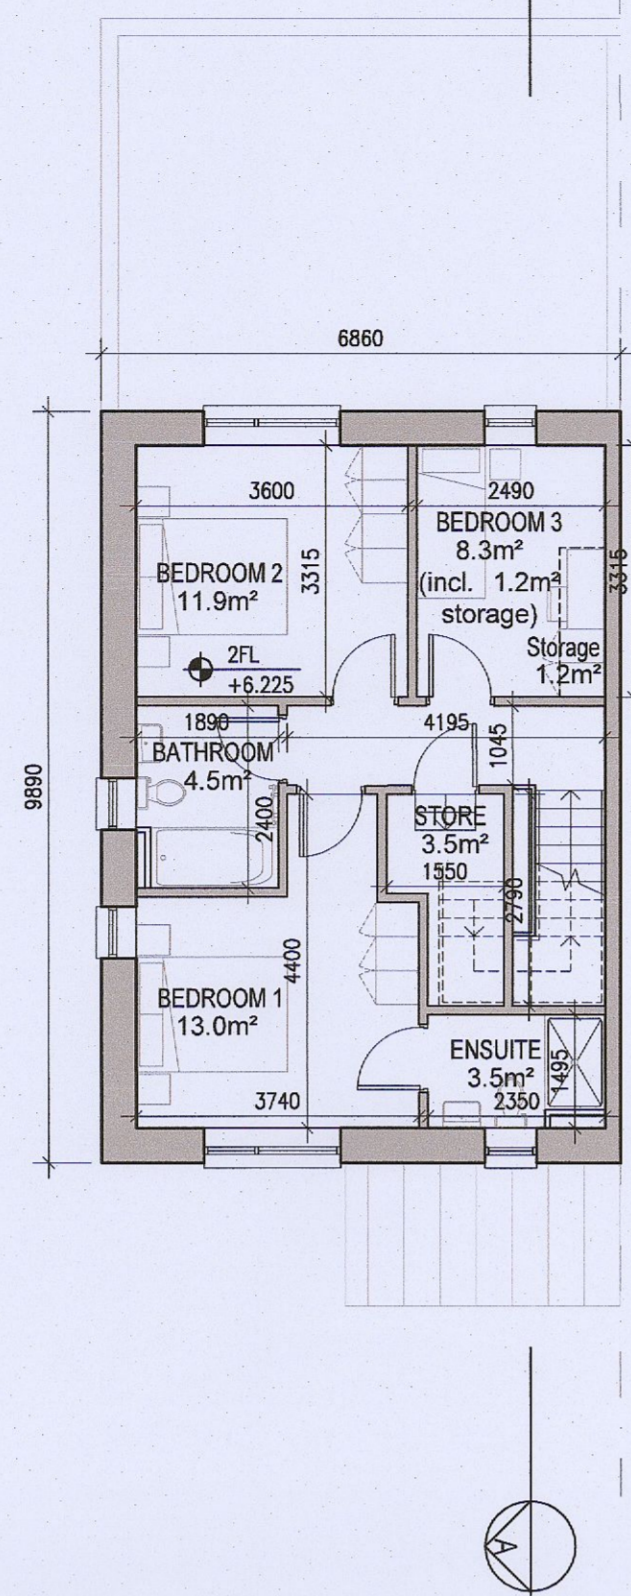 6860
3600
2490
BEDROOM 3
8.3m²
(incl. 1.2m²
storage)
3315
3315
BEDROOM 2
11.9m²
Storage
1.2m²
2FL
+6.225
1890
4195
1045
BATHROOM
4.5m²
9890
2400
STORE
3.5m²
1550
2790
4400
BEDROOM 1
13.0m²
ENSUITE
3.5m²
1495
3740
2350
A